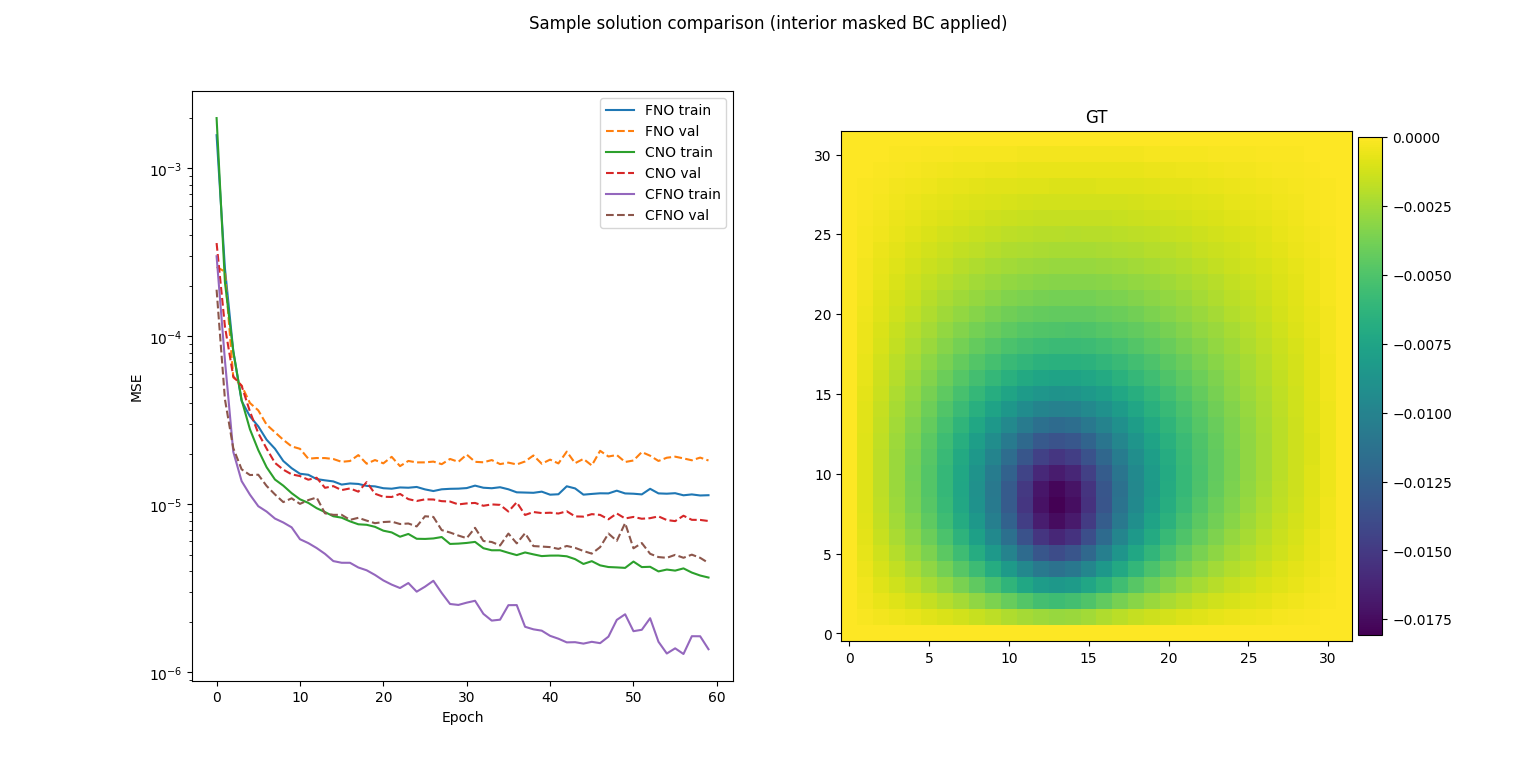 Sample solution comparison (interior masked BC applied)
FNO train
FNO val
CNO train
CNO val
CFNO train
CFNO val
10⁻³
10⁻⁴
10⁻⁵
10⁻⁶
MSE
0 10 20 30 40 50 60
Epoch
GT
30
25
20
15
10
5
0
0 5 10 15 20 25 30
0.0000
−0.0025
−0.0050
−0.0075
−0.0100
−0.0125
−0.0150
−0.0175